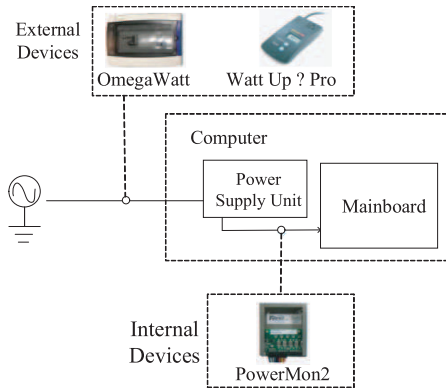 External
Devices
OmegaWatt
Watt Up ? Pro
Computer
Power
Supply Unit
Mainboard
Internal
Devices
PowerMon2